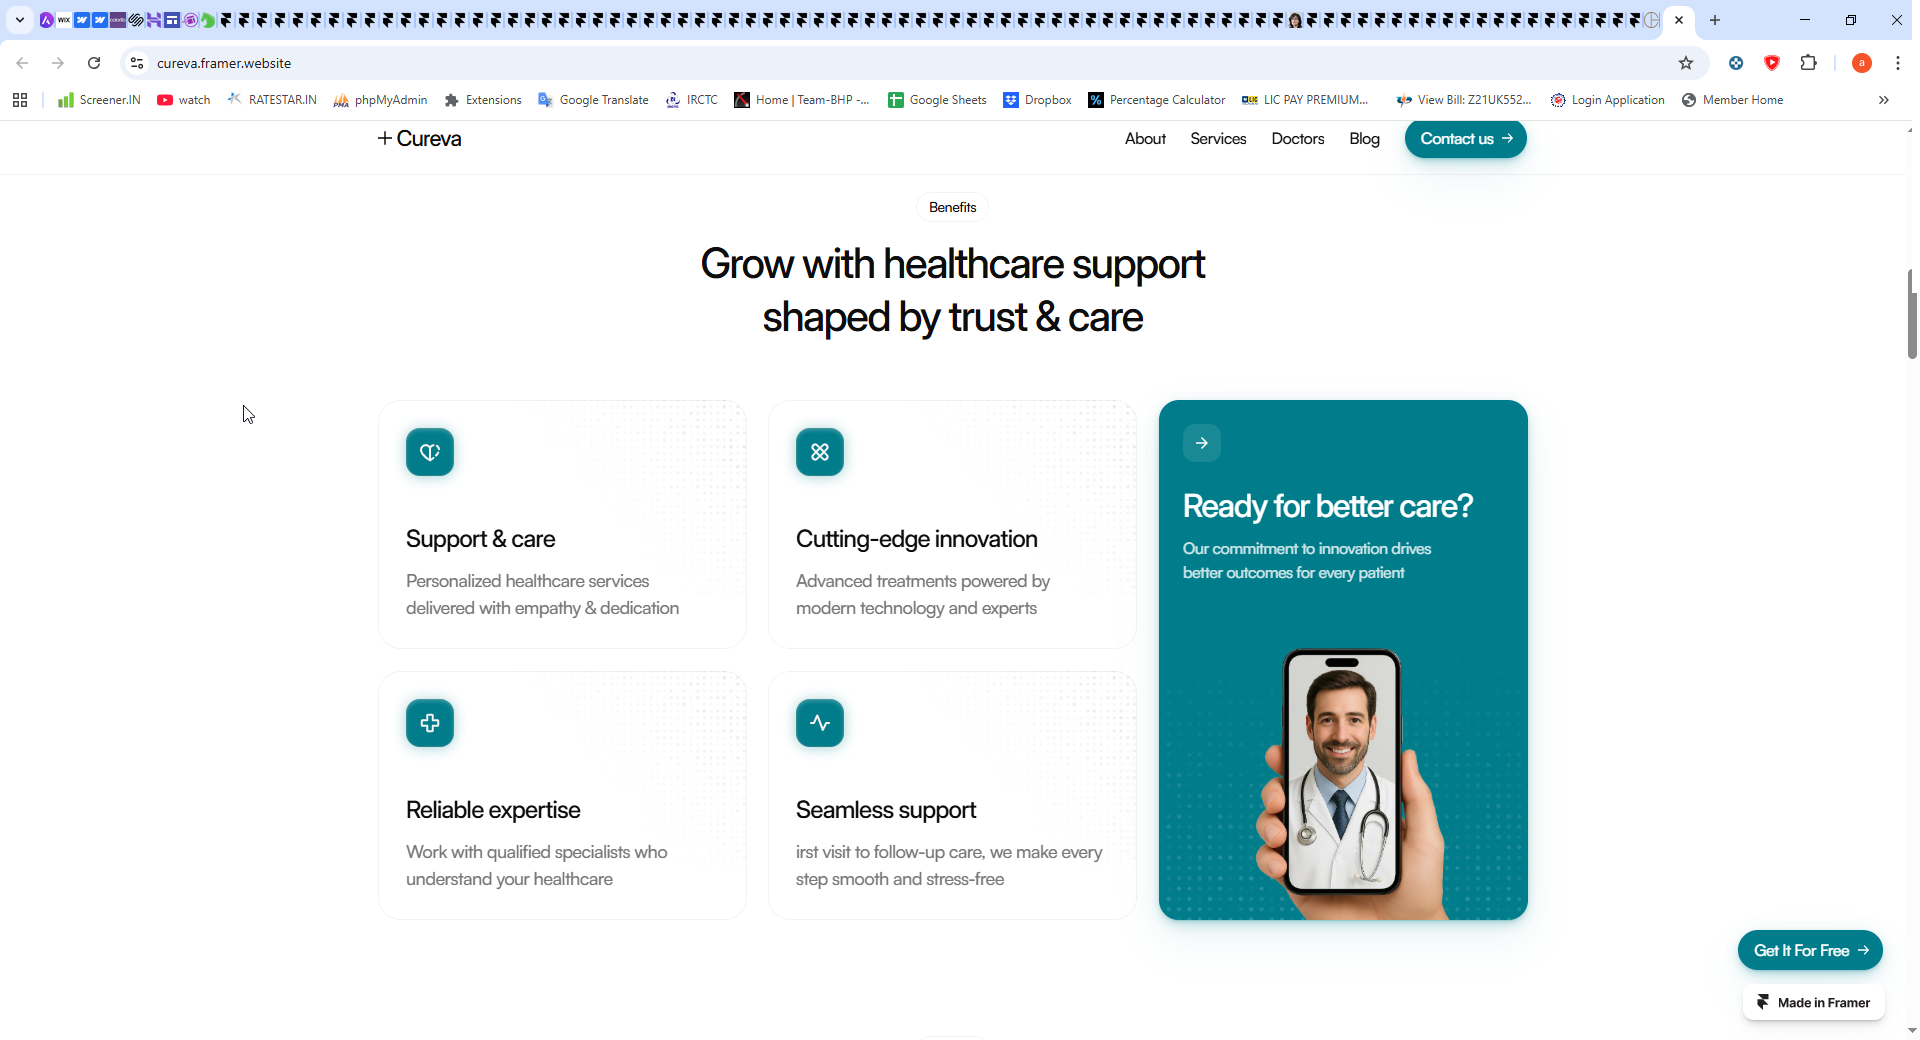 WIX
cureva.framer.website
a
Screener.IN
watch
RATESTAR.IN
phpMyAdmin
Extensions
Google Translate
IRCTC
Home | Team-BHP -...
Google Sheets
Dropbox
Percentage Calculator
LIC PAY PREMIUM...
View Bill: Z21UK552...
Login Application
Member Home
Cureva
About
Services
Doctors
Blog
Contact us
Benefits
Grow with healthcare support
shaped by trust & care
Support & care
Personalized healthcare services
delivered with empathy & dedication
Cutting-edge innovation
Advanced treatments powered by
modern technology and experts
Ready for better care?
Our commitment to innovation drives
better outcomes for every patient
Reliable expertise
Work with qualified specialists who
understand your healthcare
Seamless support
irst visit to follow-up care, we make every
step smooth and stress-free
Get It For Free
Made in Framer